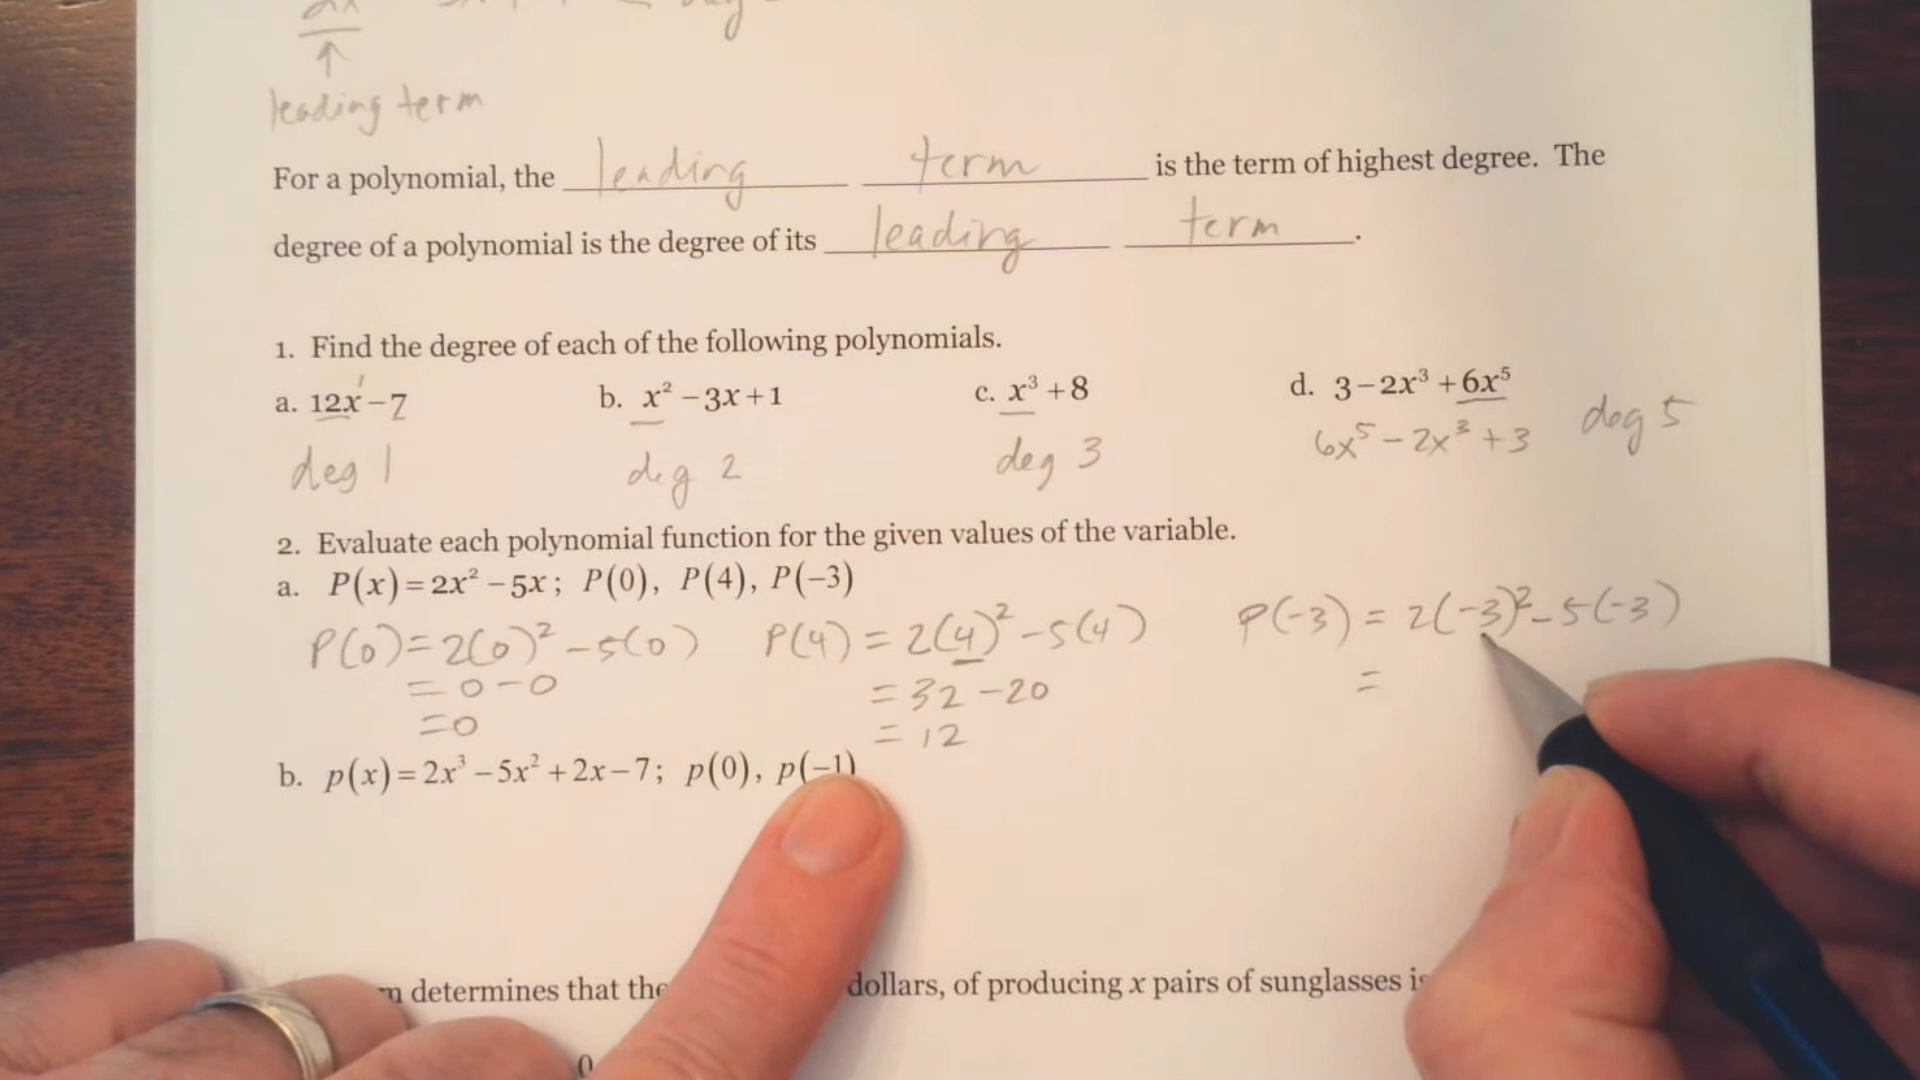 leading term
For a polynomial, the leading term is the term of highest degree. The
degree of a polynomial is the degree of its leading term.
1. Find the degree of each of the following polynomials.
a. 12x¹ − 7 b. x² − 3x + 1 c. x³ + 8 d. 3 − 2x³ + 6x⁵
6x⁵ − 2x³ + 3 deg 5
deg 1 deg 2 deg 3
2. Evaluate each polynomial function for the given values of the variable.
a. P(x) = 2x² − 5x; P(0), P(4), P(−3)
P(0) = 2(0)² − 5(0) P(4) = 2(4)² − 5(4) P(−3) = 2(−3)² − 5(−3)
= 0 − 0 = 32 − 20 =
= 0 = 12
b. p(x) = 2x³ − 5x² + 2x − 7; p(0), p(−1)
determines that the dollars, of producing x pairs of sunglasses is